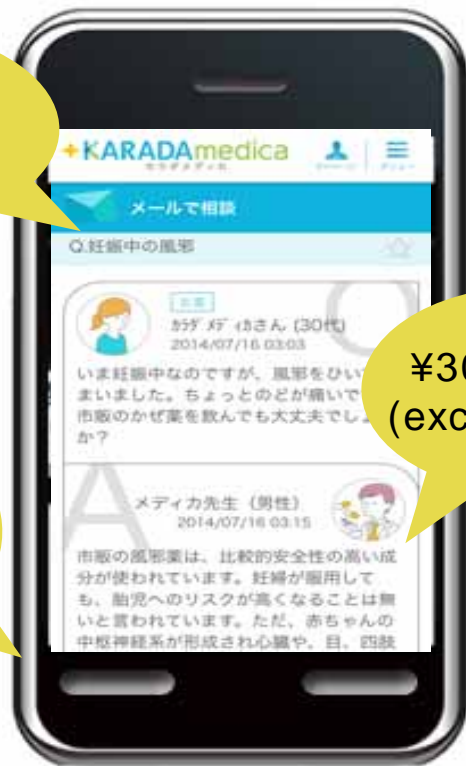 +KARADAmedica
カラダメディカ
メールで相談
Q.妊娠中の風邪
カラダ メディカさん (30代)
2014/07/16 03:03
いま妊娠中なのですが、風邪をひい
まいました。ちょっとのどが痛いで
市販のかぜ薬を飲んでも大丈夫でし
か?
¥30
(exc
メディカ先生(男性)
2014/07/16 03:15
市販の風邪薬は、比較的安全性の高い成
分が使われています。妊婦が服用して
も、胎児へのリスクが高くなることは無
いと言われています。ただ、赤ちゃんの
中枢神経系が形成され心臓や、目、四肢